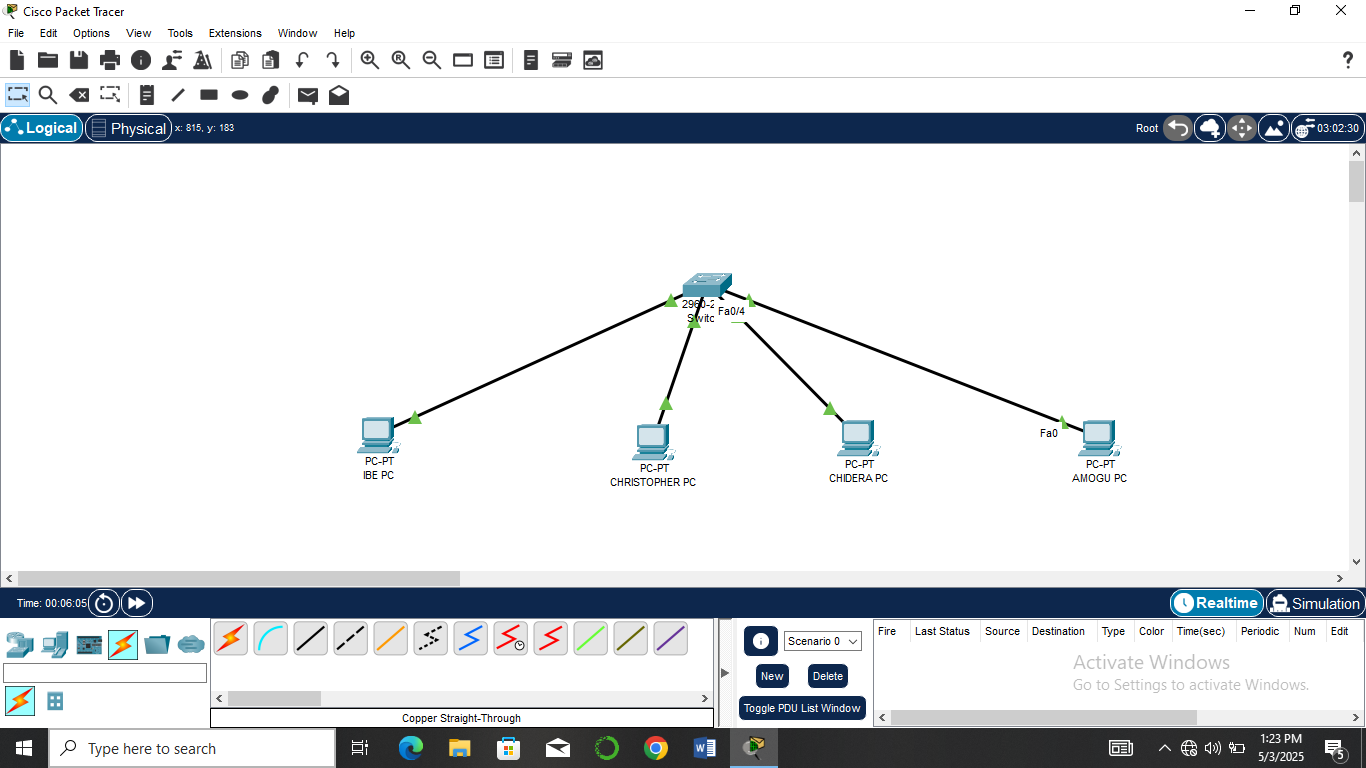 Cisco Packet Tracer
File Edit Options View Tools Extensions Window Help
Logical Physical x: 815, y: 183 Root 03:02:30
2960-2
Fa0/4
Switc
PC-PT
IBE PC
PC-PT
CHRISTOPHER PC
PC-PT
CHIDERA PC
Fa0
PC-PT
AMOGU PC
Time: 00:06:05 Realtime Simulation
Scenario 0
New Delete
Toggle PDU List Window
Fire Last Status Source Destination Type Color Time(sec) Periodic Num Edit
Activate Windows
Go to Settings to activate Windows.
Copper Straight-Through
Type here to search
1:23 PM
5/3/2025
5